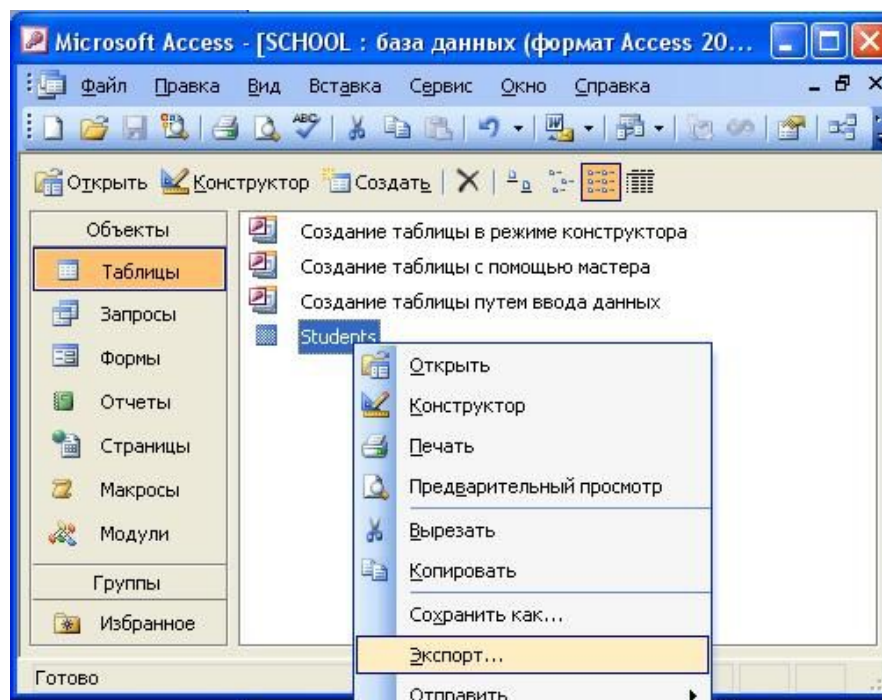 Microsoft Access - [SCHOOL : база данных (формат Access 20...
Файл Правка Вид Вставка Сервис Окно Справка
Открыть Конструктор Создать
Объекты
Таблицы
Запросы
Формы
Отчеты
Страницы
Макросы
Модули
Группы
Избранное
Создание таблицы в режиме конструктора
Создание таблицы с помощью мастера
Создание таблицы путем ввода данных
Students
Открыть
Конструктор
Печать
Предварительный просмотр
Вырезать
Копировать
Сохранить как...
Экспорт...
Отправить
Готово